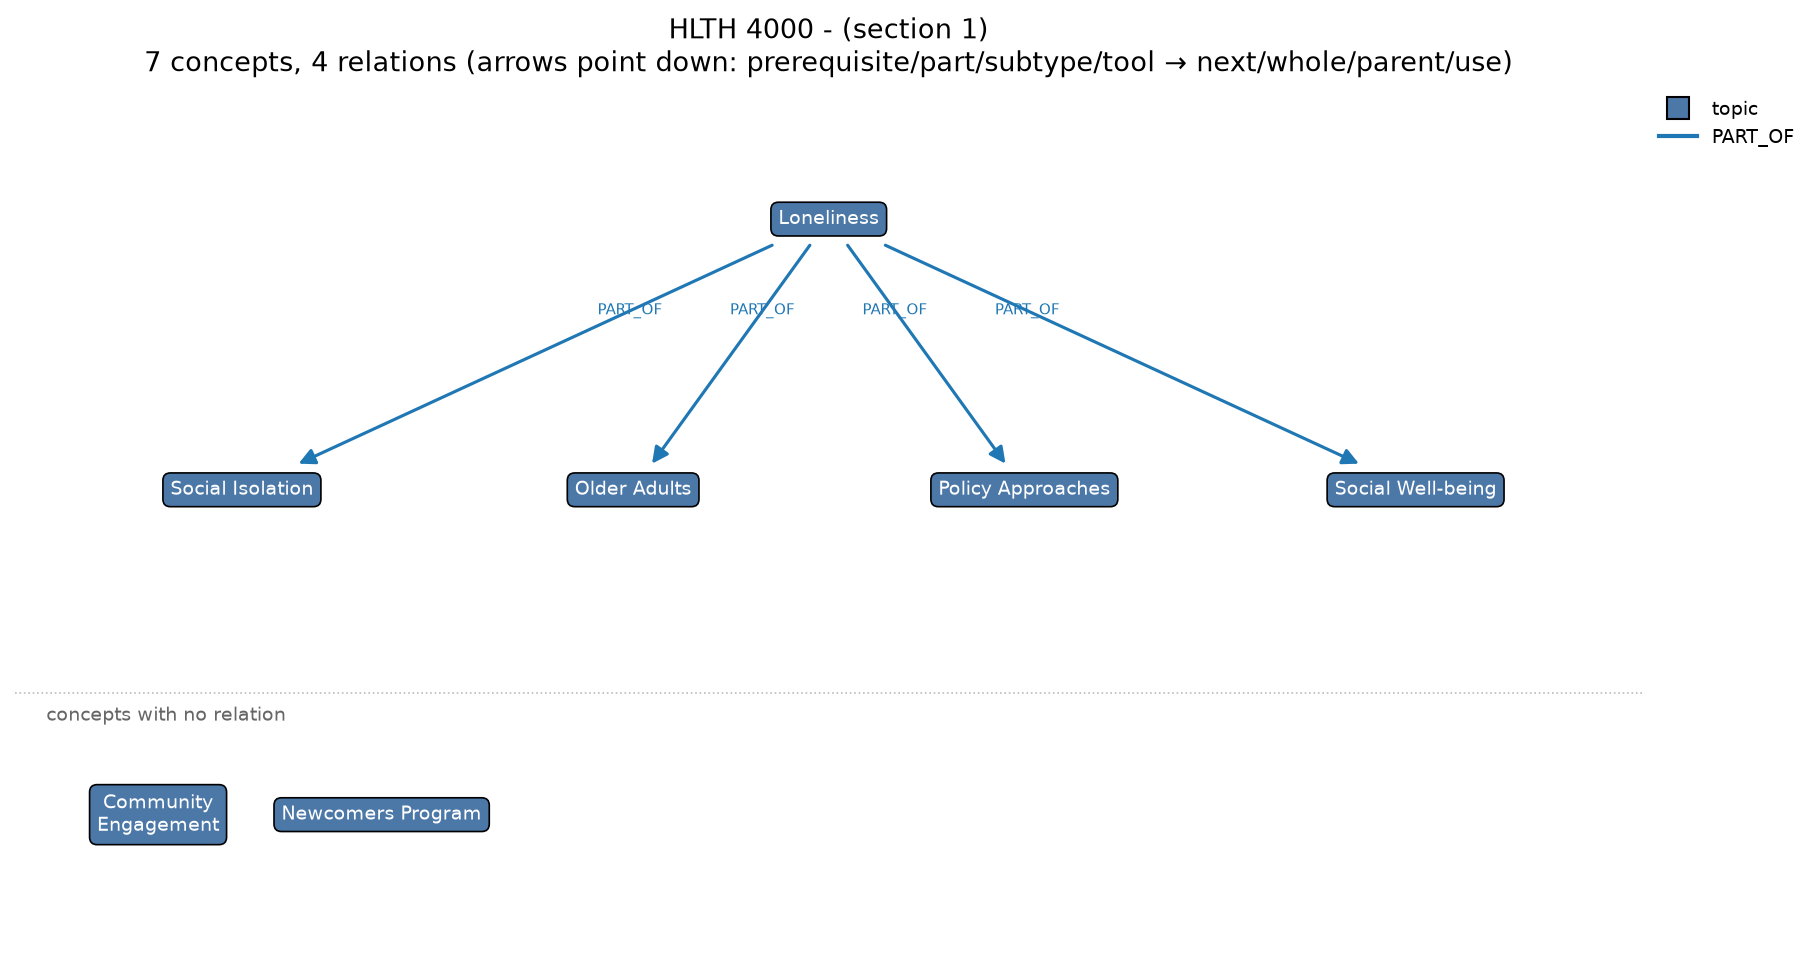 HLTH 4000 - (section 1)
7 concepts, 4 relations (arrows point down: prerequisite/part/subtype/tool → next/whole/parent/use)
topic
PART_OF
Loneliness
PART_OF PART_OF PART_OF PART_OF
Social Isolation Older Adults Policy Approaches Social Well-being
concepts with no relation
Community
Engagement
Newcomers Program